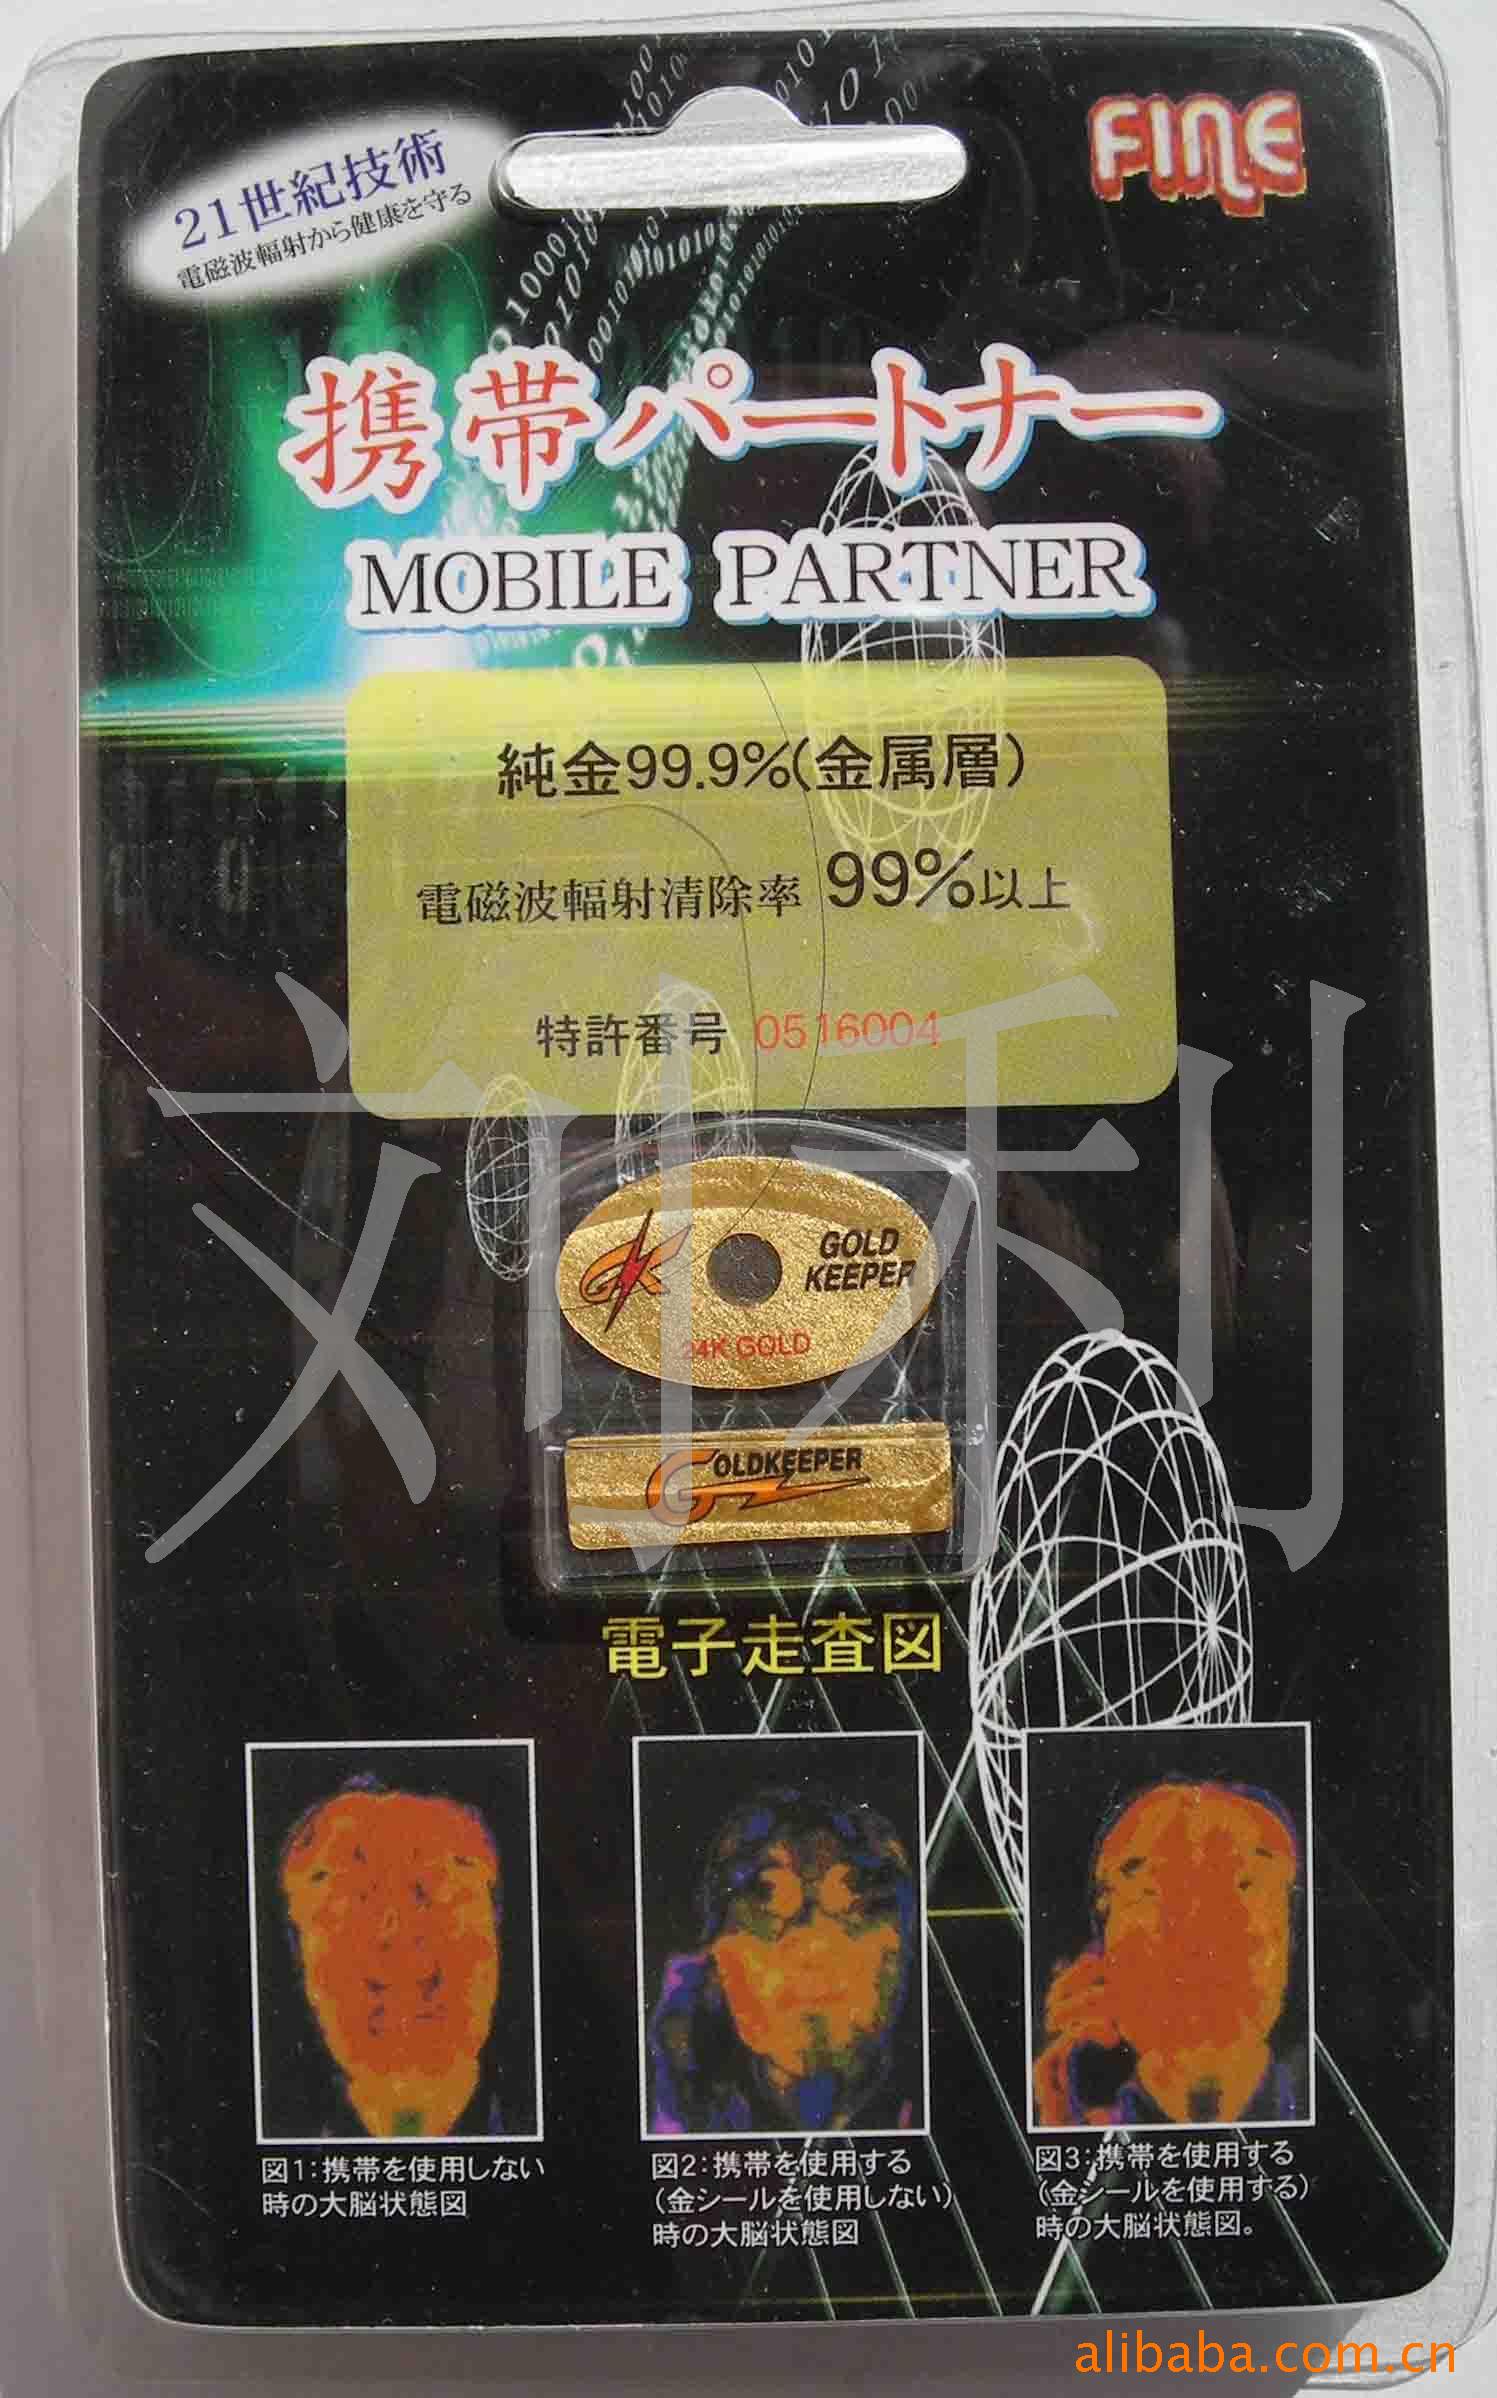 21世紀技術
電磁波輻射から健康を守る
FINE
携帯パートナー
MOBILE PARTNER
純金99.9%(金属層)
電磁波輻射清除率 99%以上
特許番号 0516004
GK
GOLD
KEEPER
24K GOLD
GOLDKEEPER
刘利
電子走査図
図1:携帯を使用しない
時の大脳状態図
図2:携帯を使用する
(金シールを使用しない)
時の大脳状態図
図3:携帯を使用する
(金シールを使用する)
時の大脳状態図。
alibaba.com.cn